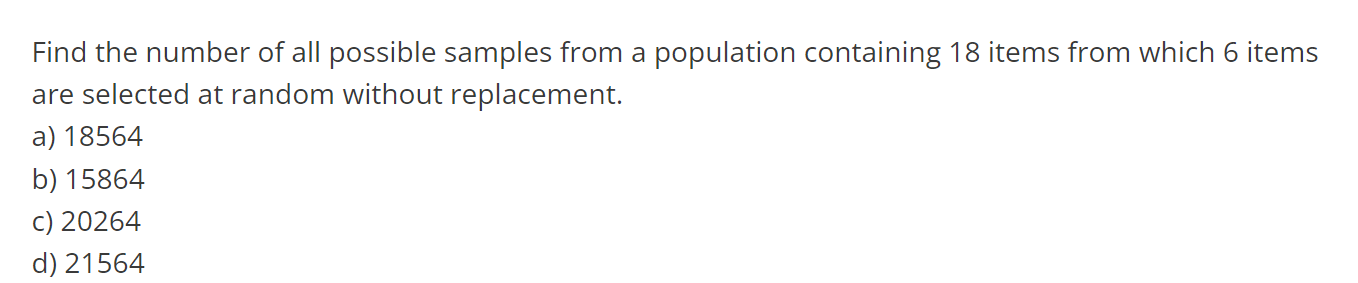 Find the number of all possible samples from a population containing 18 items from which 6 items
are selected at random without replacement.
a) 18564
b) 15864
c) 20264
d) 21564